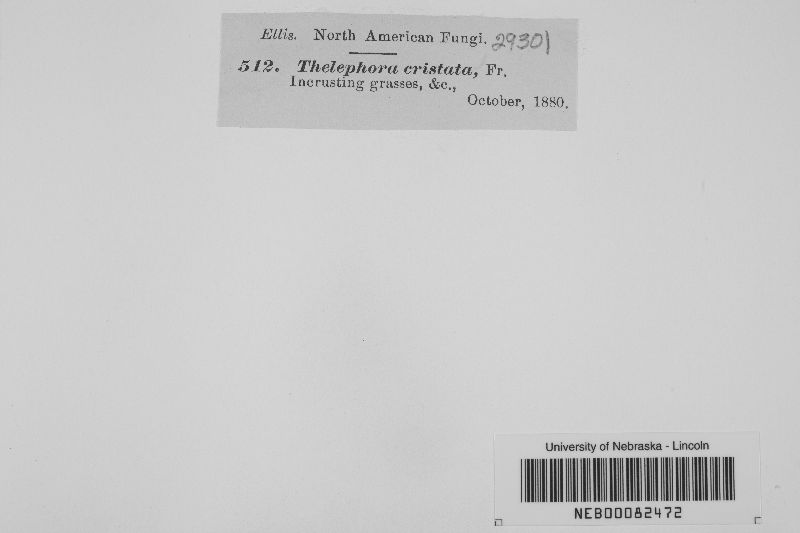 Ellis. North American Fungi. 29301
512. Thelephora cristata, Fr.
Incrusting grasses, &c.,
October, 1880.
University of Nebraska - Lincoln
NEB00082472